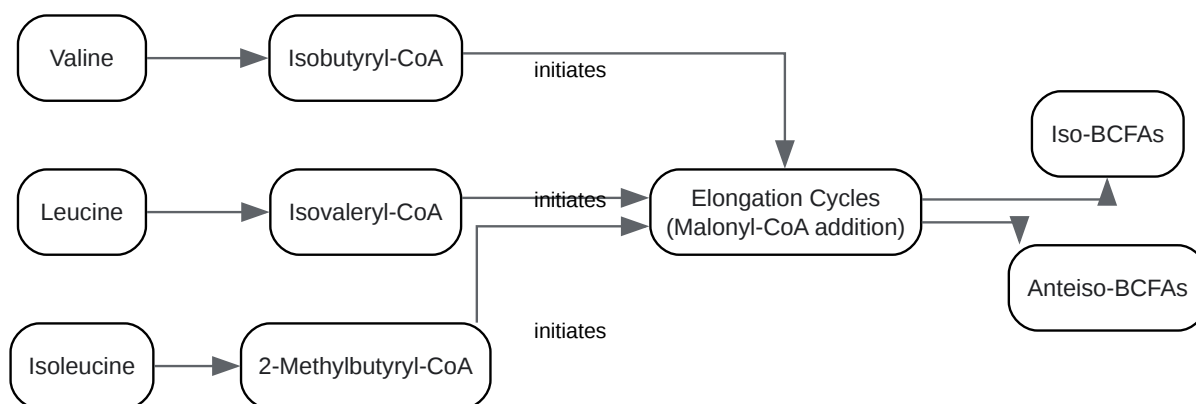 Valine
Isobutyryl-CoA
initiates
Iso-BCFAs
Leucine
Isovaleryl-CoA
initiates
Elongation Cycles
(Malonyl-CoA addition)
Anteiso-BCFAs
initiates
Isoleucine
2-Methylbutyryl-CoA